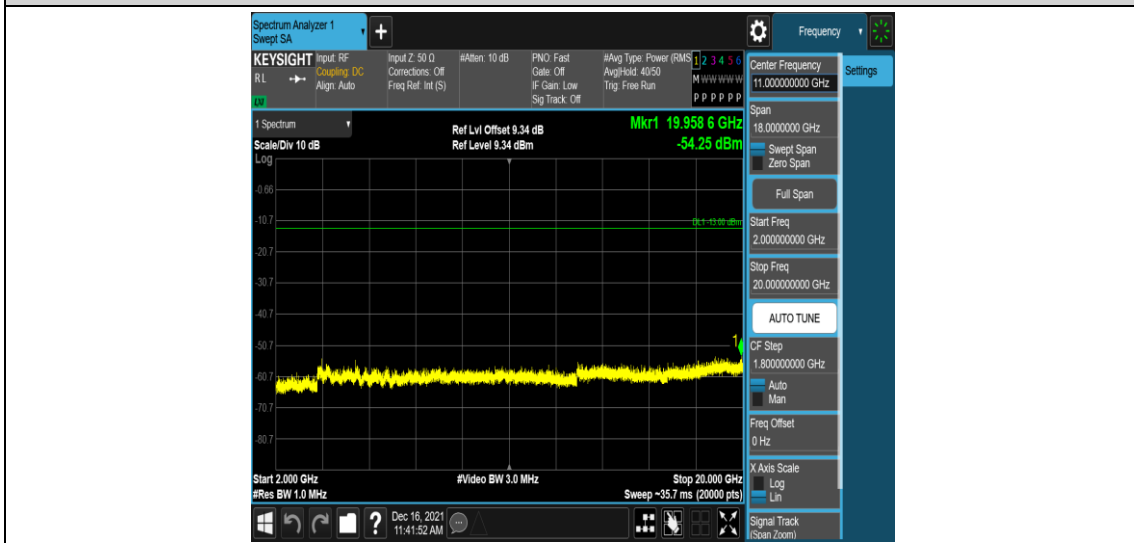 Spectrum Analyzer 1
Swept SA
+
Frequency
KEYSIGHT
RL
Input: RF
Coupling: DC
Align: Auto
Input Z: 50 Ω
Corrections: Off
Freq Ref: Int (S)
#Atten: 10 dB
PNO: Fast
Gate: Off
IF Gain: Low
Sig Track: Off
#Avg Type: Power (RMS
Avg|Hold: 40/50
Trig: Free Run
1 2 3 4 5 6
M W W W W W
P P P P P P
Center Frequency
11.000000000 GHz
Settings
Span
18.0000000 GHz
Swept Span
Zero Span
Full Span
Start Freq
2.000000000 GHz
Stop Freq
20.000000000 GHz
AUTO TUNE
CF Step
1.800000000 GHz
Auto
Man
Freq Offset
0 Hz
X Axis Scale
Log
Lin
Signal Track
(Span Zoom)
1 Spectrum
Scale/Div 10 dB
Ref Lvl Offset 9.34 dB
Ref Level 9.34 dBm
Mkr1 19.958 6 GHz
-54.25 dBm
Log
-0.66
-10.7
DL1 -13.00 dBm
-20.7
-30.7
-40.7
-50.7
1
-60.7
-70.7
-80.7
Start 2.000 GHz
#Video BW 3.0 MHz
Stop 20.000 GHz
#Res BW 1.0 MHz
Sweep ~35.7 ms (20000 pts)
?
Dec 16, 2021
11:41:52 AM